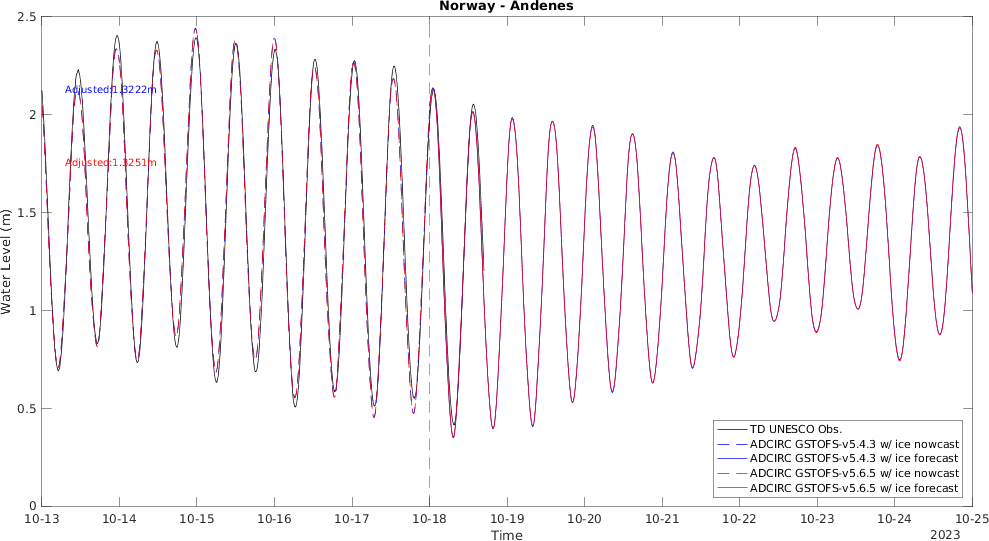 Norway - Andenes
2.5
2
1.5
1
0.5
0
Water Level (m)
Adjusted:1.3222m
Adjusted:1.3251m
TD UNESCO Obs.
ADCIRC GSTOFS-v5.4.3 w/ ice nowcast
ADCIRC GSTOFS-v5.4.3 w/ ice forecast
ADCIRC GSTOFS-v5.6.5 w/ ice nowcast
ADCIRC GSTOFS-v5.6.5 w/ ice forecast
10-13 10-14 10-15 10-16 10-17 10-18 10-19 10-20 10-21 10-22 10-23 10-24 10-25
Time
2023